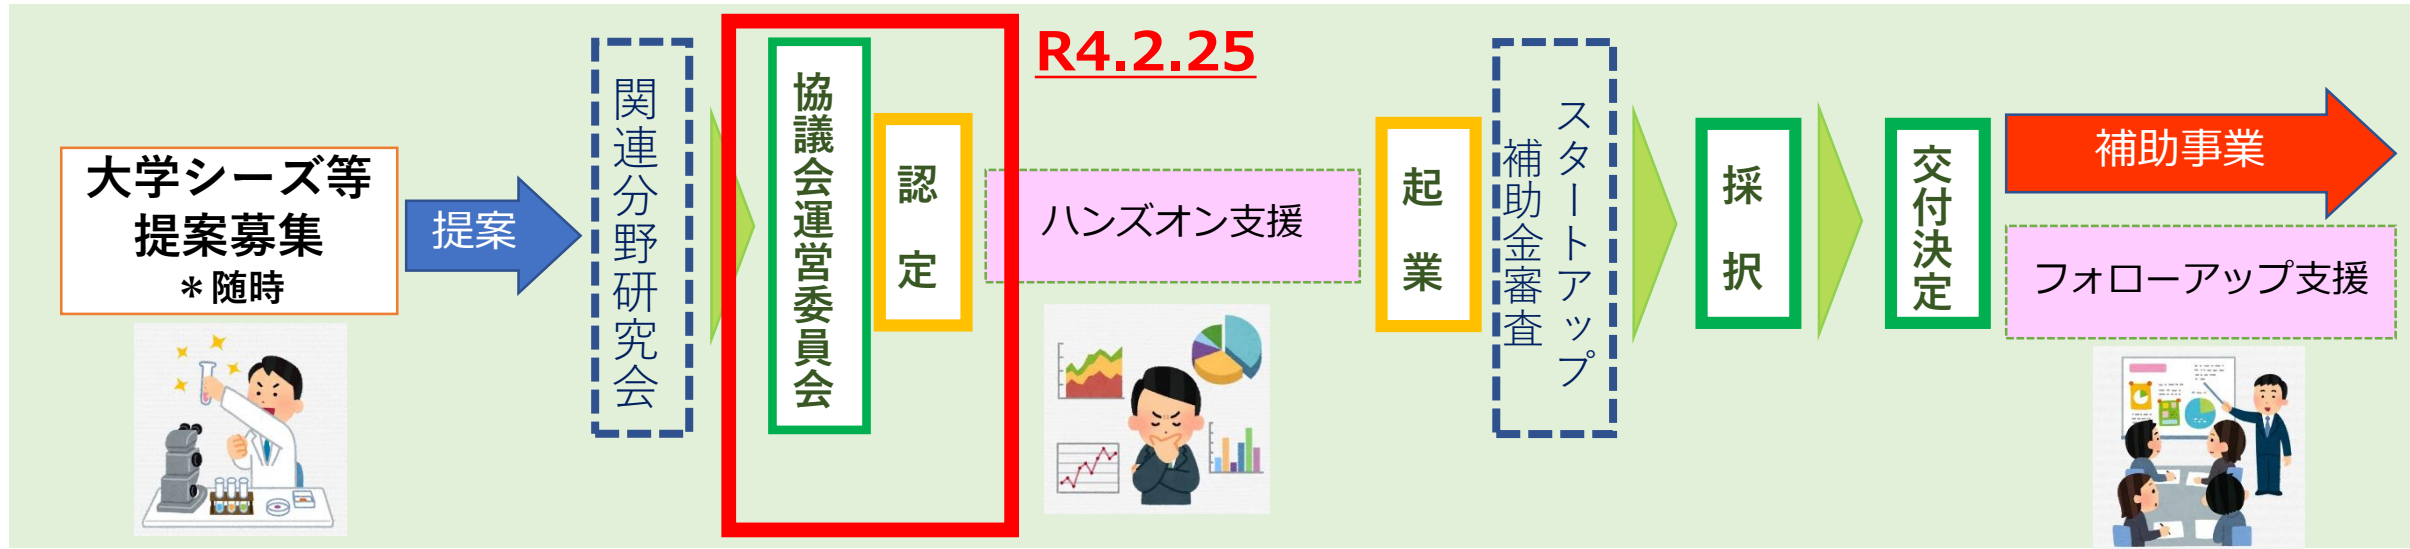 大学シーズ等
提案募集
＊随時
提案
関連分野研究会
協議会運営委員会
認定
R4.2.25
ハンズオン支援
起業
スタートアップ
補助金審査
採択
交付決定
補助事業
フォローアップ支援